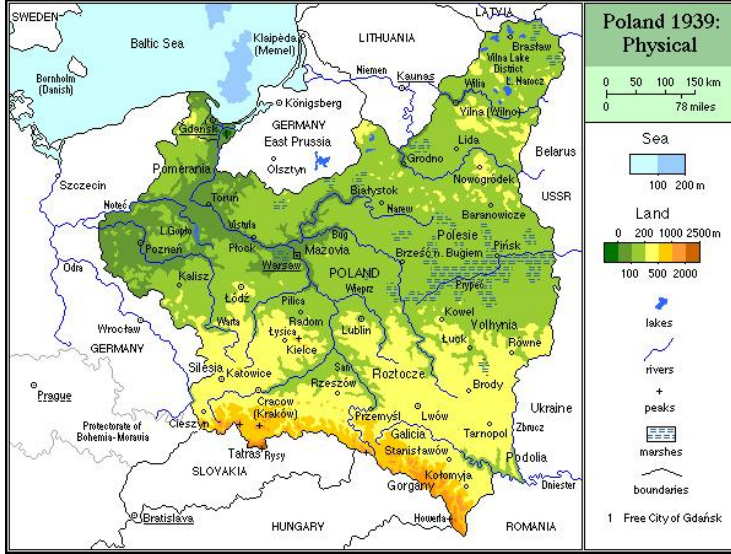 SWEDEN
LATVIA
Baltic Sea
Klaipėda
(Memel)
LITHUANIA
Brasław
Vilna Lake
District
Ł. Narocz
Bornholm
(Danish)
Niemen
Kaunas
Wilia
Vilna (Wilno)
Königsberg
GERMANY
East Prussia
Gdańsk
1
Lida
Belarus
Grodno
Nowogródek
USSR
Pomerania
Olsztyn
Szczecin
Białystok
Toruń
Narew
Baranowicze
Noteć
Vistula
Bug
Polesie
L.Gopło
Poznań
Płock
Mazovia
Brześć n. Bugiem
Pińsk
Warsaw
Odra
POLAND
Prypeć
Kalisz
Wieprz
Łódź
Pilica
Kowel
Wrocław
Warta
Radom
Lublin
Volhynia
Łysica
Łuck
Równe
GERMANY
Kielce
Silesia
San
Roztocze
Katowice
Rzeszów
Brody
Prague
Cracow
(Kraków)
Ukraine
Przemyśl
Lwów
Cieszyn
Protectorate of
Bohemia-Moravia
Galicia
Tarnopol
Zbrucz
Stanisławów
Tatras
Rysy
Podolia
SLOVAKIA
Kołomyja
Gorgany
Dniester
Bratislava
HUNGARY
Howerla
ROMANIA
Poland 1939:
Physical
0 50 100 150 km
0 78 miles
Sea
100 200 m
Land
0 200 1000 2500m
100 500 2000
lakes
rivers
peaks
marshes
boundaries
1 Free City of Gdańsk